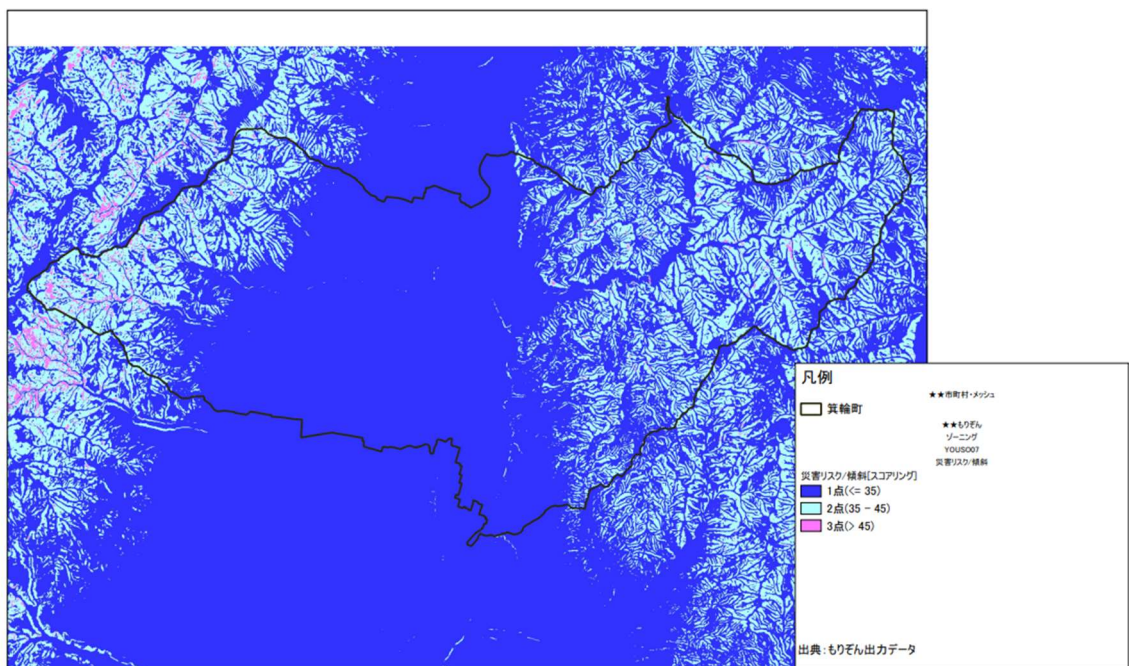 凡例
★★市町村・メッシュ
箕輪町
★★もりぞん
ゾーニング
YOUSO07
災害リスク/傾斜
災害リスク/傾斜[スコアリング]
1点(<= 35)
2点(35 - 45)
3点(> 45)
出典:もりぞん出力データ